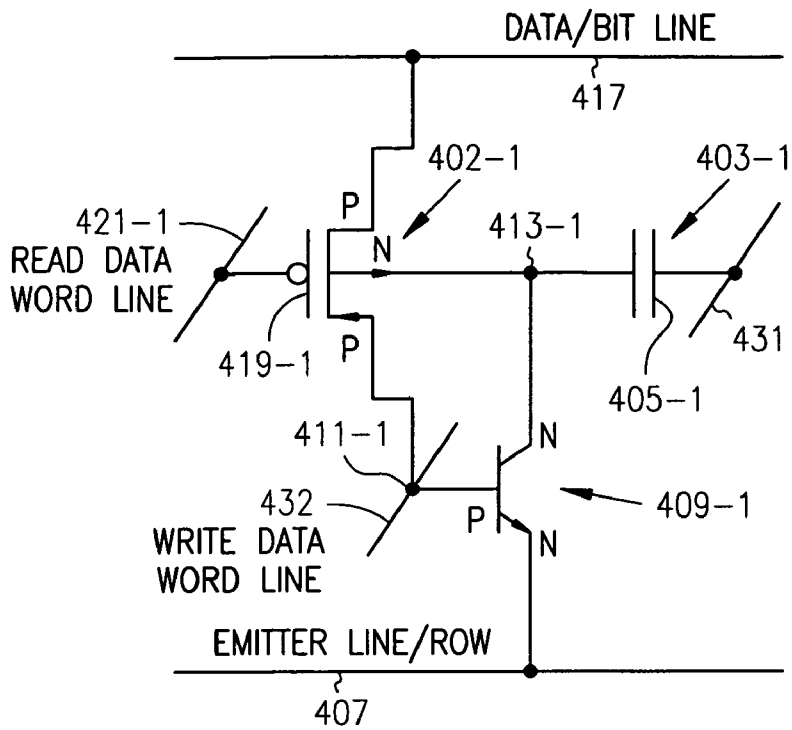 DATA/BIT LINE
417
402-1
403-1
P
421-1
N
413-1
READ DATA
WORD LINE
P
431
419-1
405-1
411-1
N
432
409-1
P
WRITE DATA
N
WORD LINE
EMITTER LINE/ROW
407